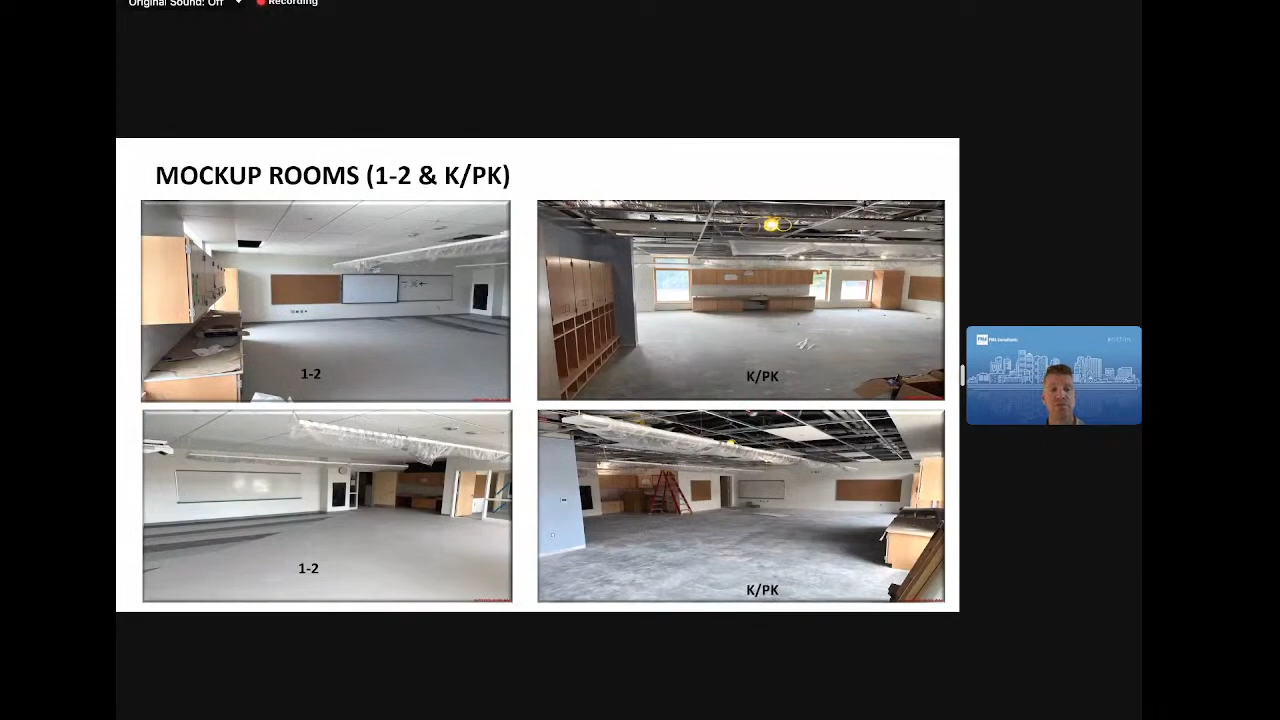 Original Sound: Off
Recording
MOCKUP ROOMS (1-2 & K/PK)
1-2
K/PK
1-2
K/PK